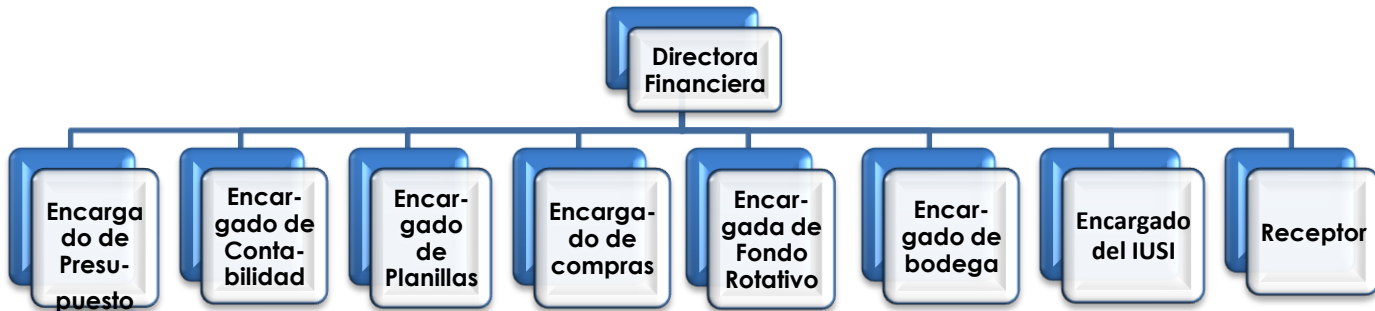 Directora
Financiera
Encarga
do de
Presu-
puesto
Encar-
gado de
Conta-
bilidad
Encar-
gado
de
Planillas
Encarga-
do de
compras
Encar-
gada de
Fondo
Rotativo
Encar-
gado de
bodega
Encargado
del IUSI
Receptor